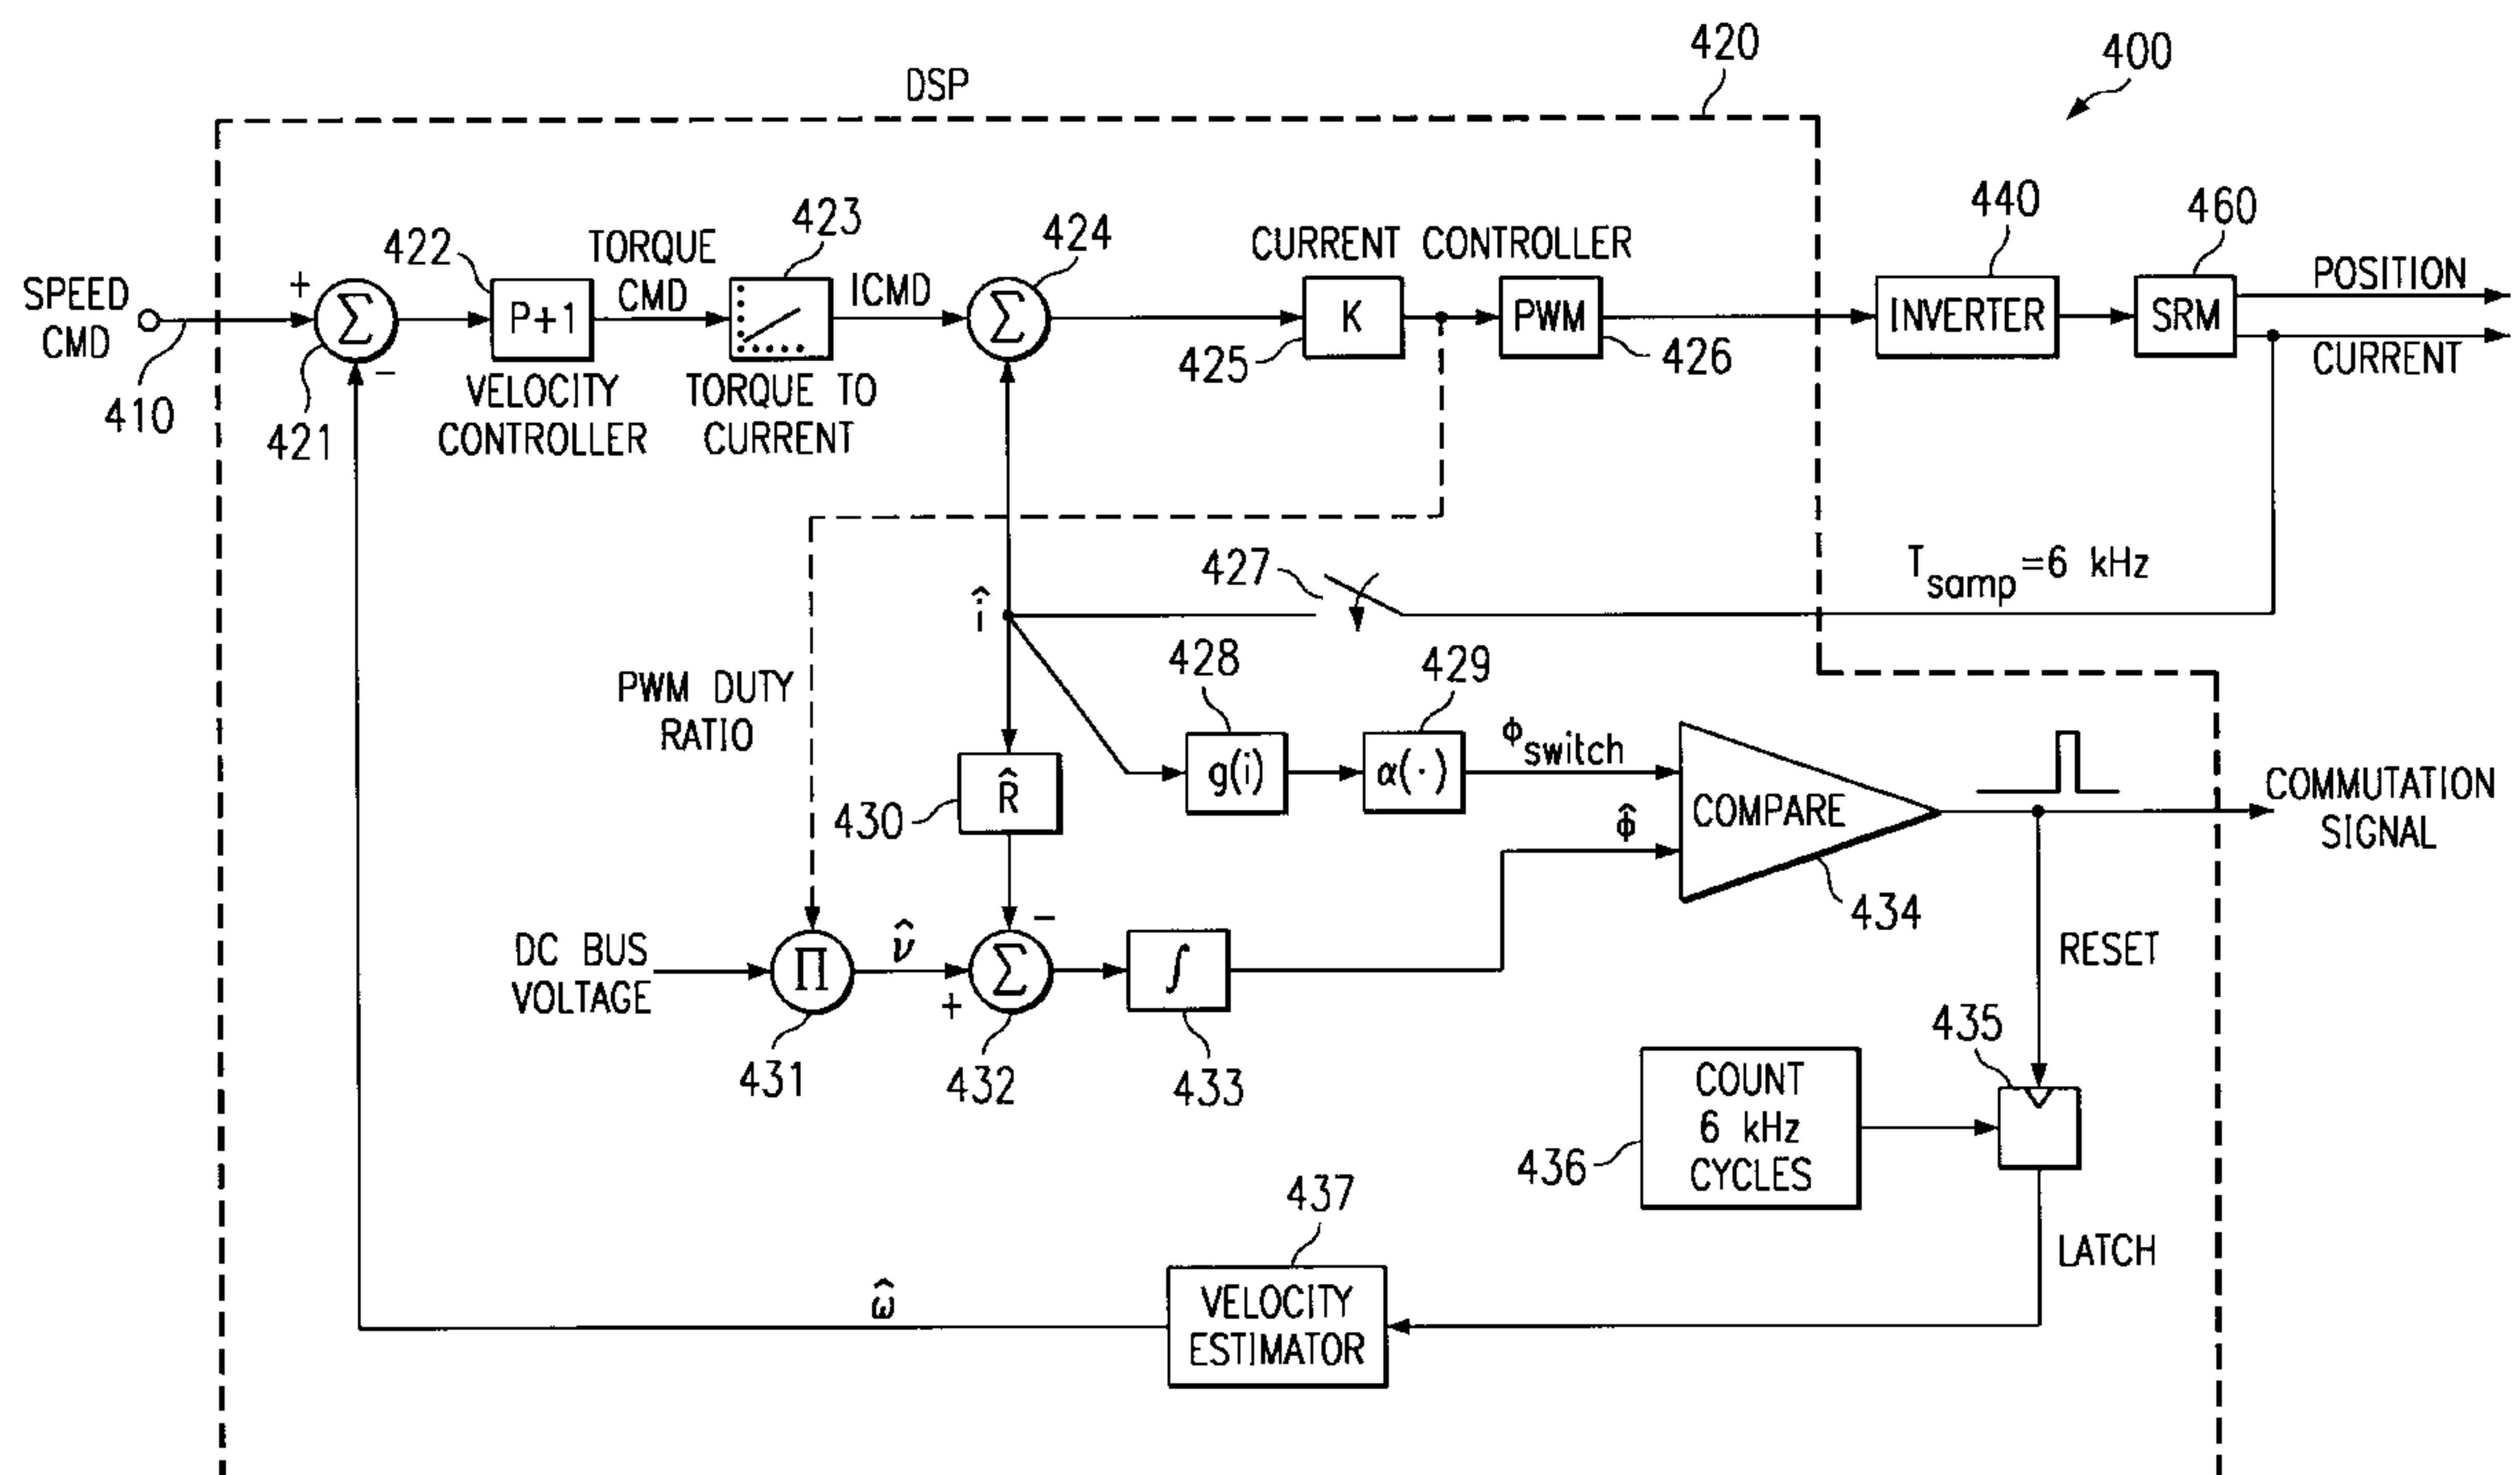 DSP
420
400
SPEED
CMD
410
+
−
Σ
421
422
P+1
VELOCITY
CONTROLLER
TORQUE
CMD
423
TORQUE TO
CURRENT
ICMD
424
Σ
CURRENT CONTROLLER
K
425
PWM
426
440
INVERTER
460
SRM
POSITION
CURRENT
T_samp =6 kHz
427
î
PWM DUTY
RATIO
428
g(i)
429
α(·)
ϕ_switch
ϕ̂
COMPARE
434
COMMUTATION
SIGNAL
R̂
430
DC BUS
VOLTAGE
Π
431
ν̂
+
−
Σ
432
∫
433
RESET
435
COUNT
6 kHz
CYCLES
436
LATCH
437
VELOCITY
ESTIMATOR
ω̂